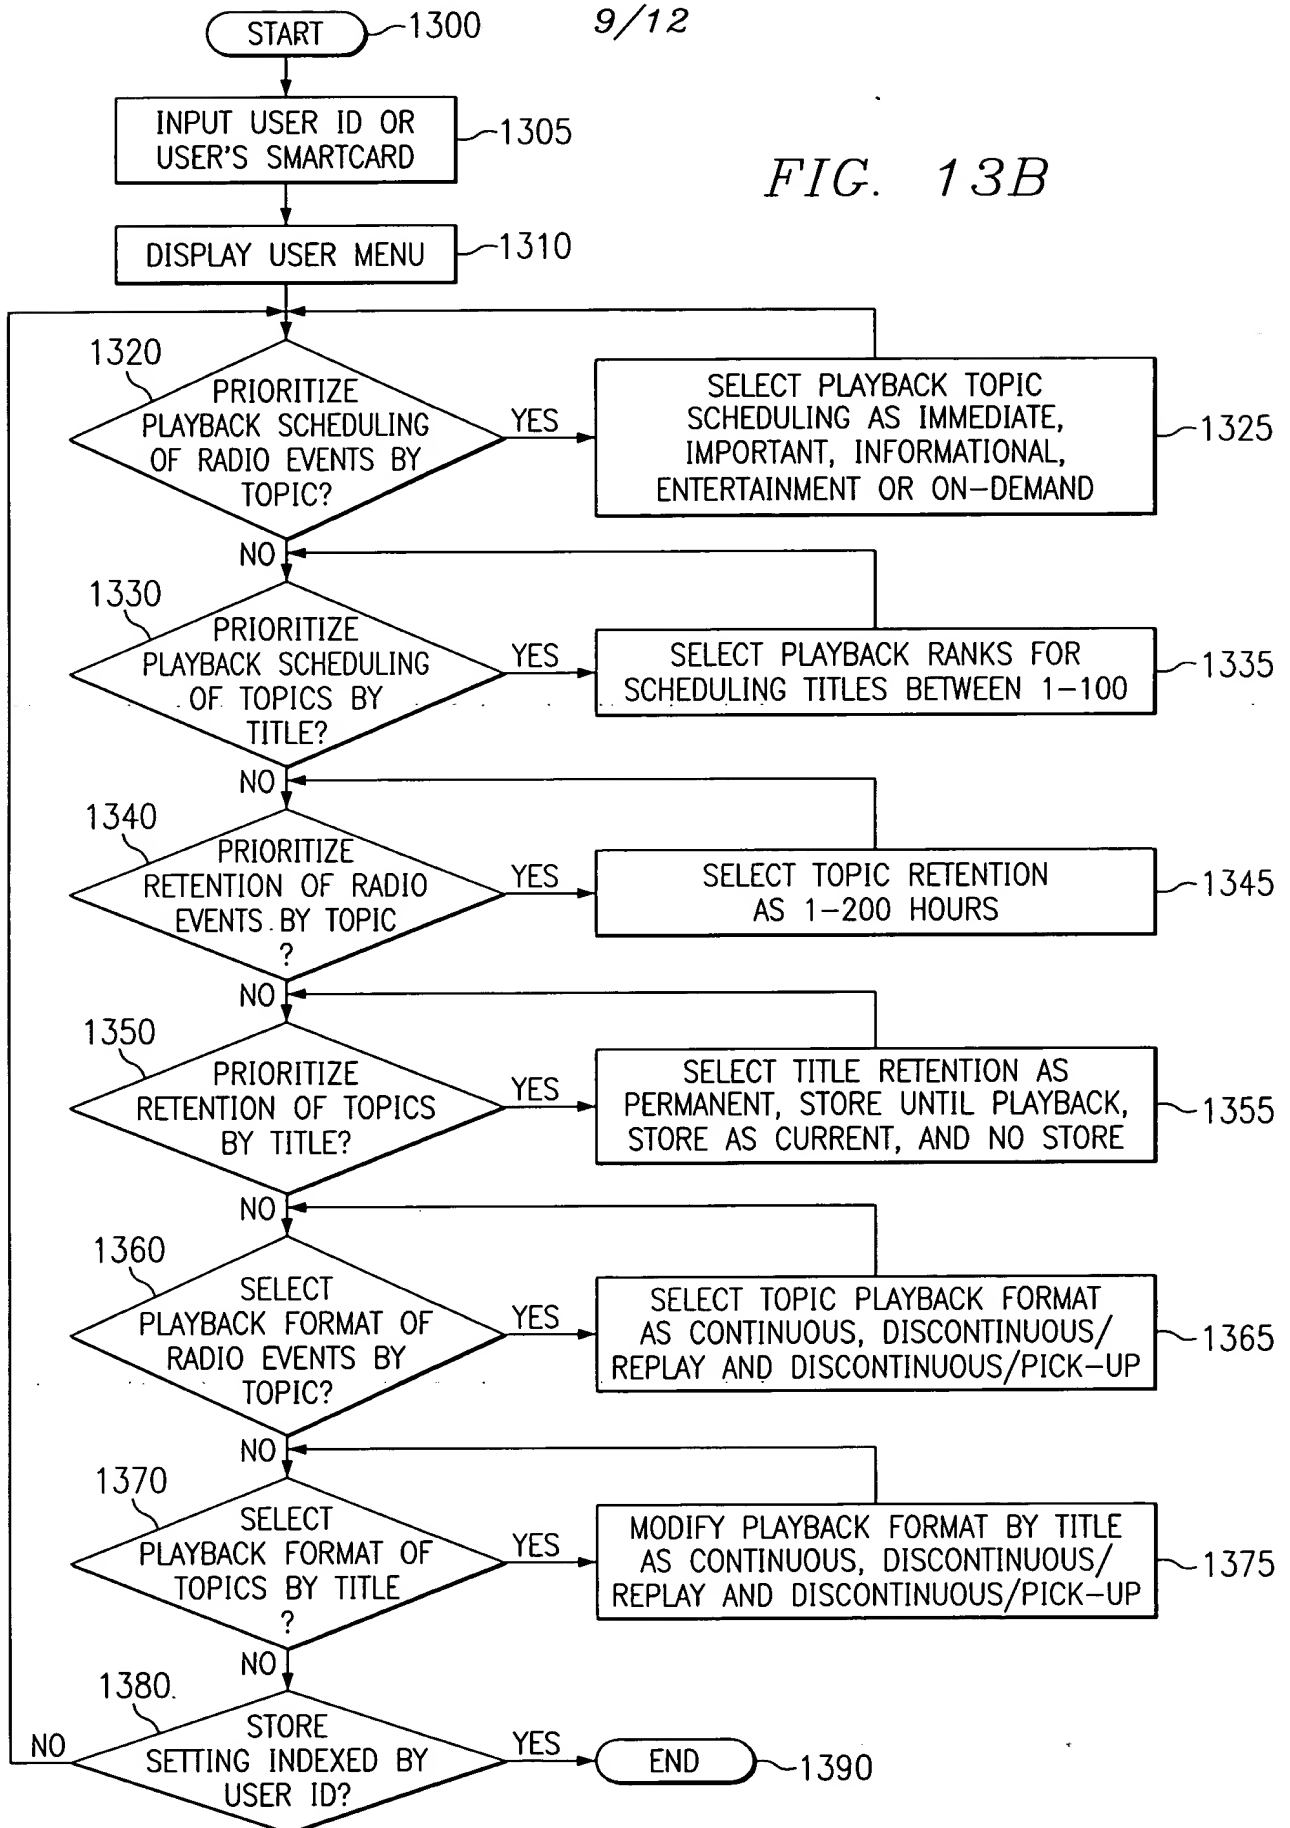 9/12
START
1300
INPUT USER ID OR
USER'S SMARTCARD
1305
FIG. 13B
DISPLAY USER MENU
1310
1320
PRIORITIZE
PLAYBACK SCHEDULING
OF RADIO EVENTS BY
TOPIC?
YES
SELECT PLAYBACK TOPIC
SCHEDULING AS IMMEDIATE,
IMPORTANT, INFORMATIONAL,
ENTERTAINMENT OR ON-DEMAND
1325
NO
1330
PRIORITIZE
PLAYBACK SCHEDULING
OF TOPICS BY
TITLE?
YES
SELECT PLAYBACK RANKS FOR
SCHEDULING TITLES BETWEEN 1-100
1335
NO
1340
PRIORITIZE
RETENTION OF RADIO
EVENTS BY TOPIC
?
YES
SELECT TOPIC RETENTION
AS 1-200 HOURS
1345
NO
1350
PRIORITIZE
RETENTION OF TOPICS
BY TITLE?
YES
SELECT TITLE RETENTION AS
PERMANENT, STORE UNTIL PLAYBACK,
STORE AS CURRENT, AND NO STORE
1355
NO
1360
SELECT
PLAYBACK FORMAT OF
RADIO EVENTS BY
TOPIC?
YES
SELECT TOPIC PLAYBACK FORMAT
AS CONTINUOUS, DISCONTINUOUS/
REPLAY AND DISCONTINUOUS/PICK-UP
1365
NO
1370
SELECT
PLAYBACK FORMAT OF
TOPICS BY TITLE
?
YES
MODIFY PLAYBACK FORMAT BY TITLE
AS CONTINUOUS, DISCONTINUOUS/
REPLAY AND DISCONTINUOUS/PICK-UP
1375
NO
1380
STORE
SETTING INDEXED BY
USER ID?
NO
YES
END
1390